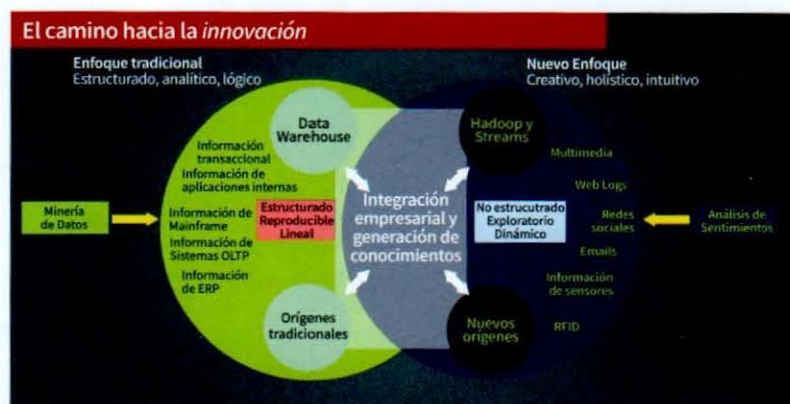 El camino hacia la innovación
Enfoque tradicional
Estructurado, analítico, lógico
Nuevo Enfoque
Creativo, holístico, intuitivo
Data
Warehouse
Hadoop y
Streams
Información
transaccional
Información de
aplicaciones internas
Multimedia
Web Logs
Minería
de Datos
Información de
Mainframe
Información de
Sistemas OLTP
Información
de ERP
Estructurado
Reproducible
Lineal
Integración
empresarial y
generación de
conocimientos
No estrucutrado
Exploratorio
Dinámico
Redes
sociales
Emails
Información
de sensores
RFID
Análisis de
Sentimientos
Orígenes
tradicionales
Nuevos
orígenes